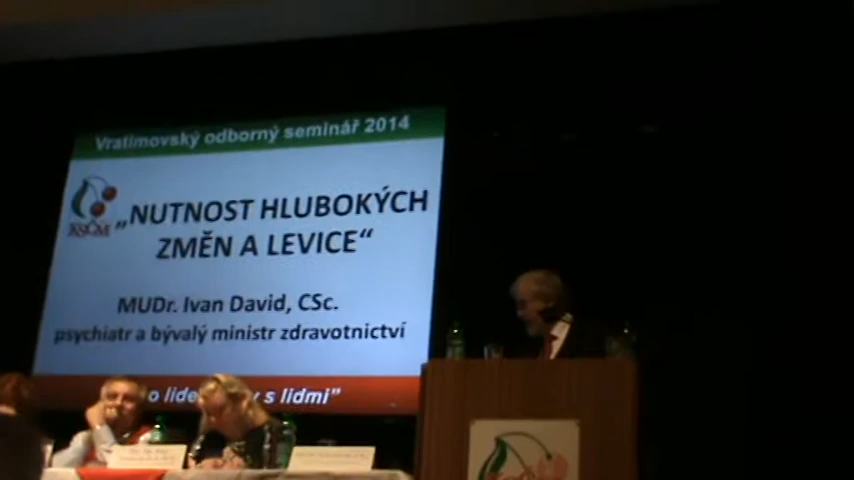 Vratimovský odborný seminář 2014
KSČM
„NUTNOST HLUBOKÝCH
ZMĚN A LEVICE“
MUDr. Ivan David, CSc.
psychiatr a bývalý ministr zdravotnictví
s lidmi"